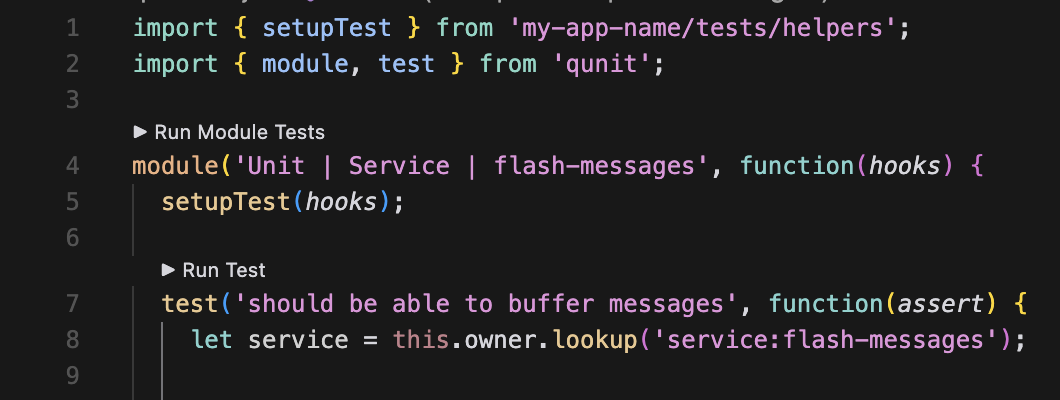 1 import { setupTest } from 'my-app-name/tests/helpers';
2 import { module, test } from 'qunit';
3
▶ Run Module Tests
4 module('Unit | Service | flash-messages', function(hooks) {
5 setupTest(hooks);
6
▶ Run Test
7 test('should be able to buffer messages', function(assert) {
8 let service = this.owner.lookup('service:flash-messages');
9